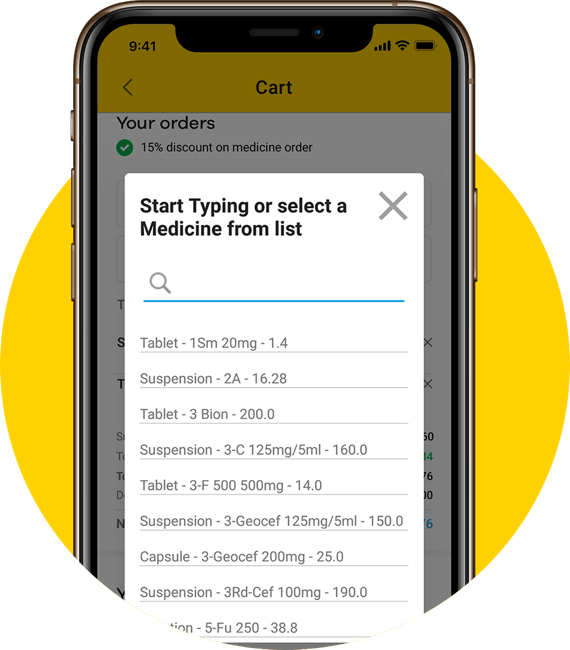 9:41
Cart
Your orders
15% discount on medicine order
Start Typing or select a
Medicine from list
Tablet - 1Sm 20mg - 1.4
Suspension - 2A - 16.28
Tablet - 3 Bion - 200.0
Suspension - 3-C 125mg/5ml - 160.0
Tablet - 3-F 500 500mg - 14.0
Suspension - 3-Geocef 125mg/5ml - 150.0
Capsule - 3-Geocef 200mg - 25.0
Suspension - 3Rd-Cef 100mg - 190.0
- 5-Fu 250 - 38.8